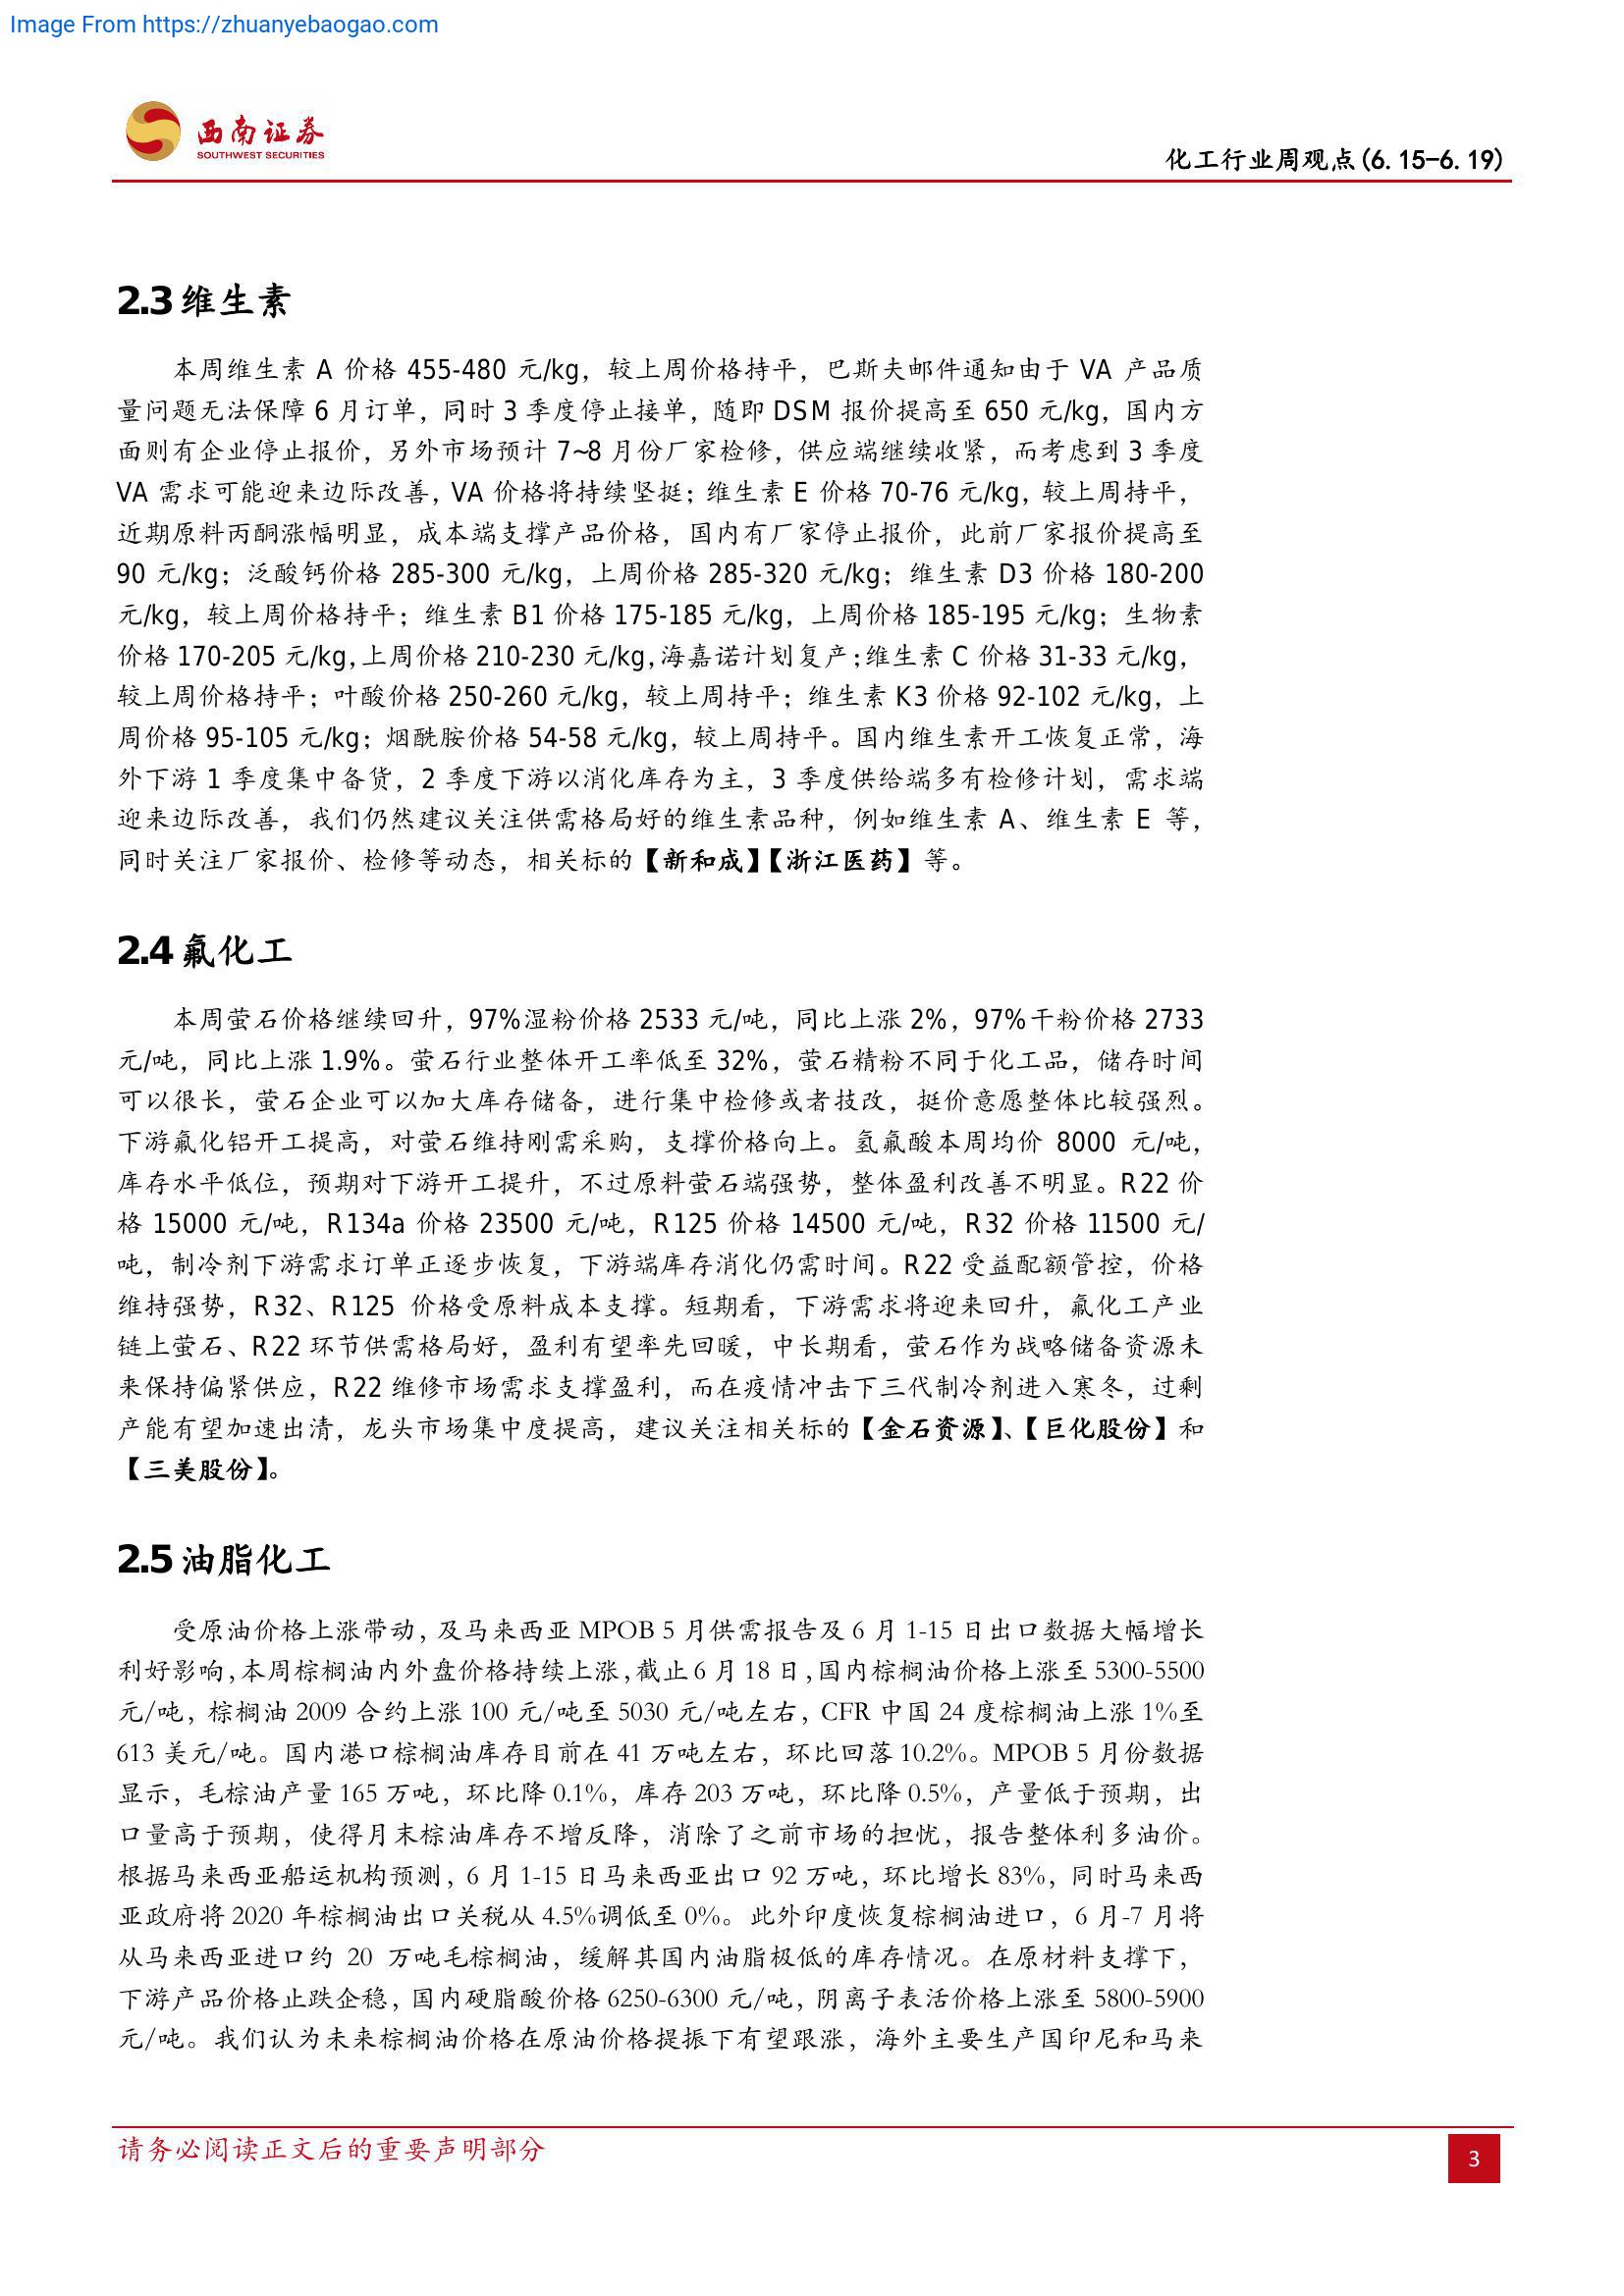 Image From https://zhuanyebaogao.com
西南证券
SOUTHWEST SECURITIES
化工行业周观点(6.15-6.19)
2.3 维生素
本周维生素 A 价格 455-480 元/kg，较上周价格持平，巴斯夫邮件通知由于 VA 产品质
量问题无法保障 6 月订单，同时 3 季度停止接单，随即 DSM 报价提高至 650 元/kg，国内方
面则有企业停止报价，另外市场预计 7~8 月份厂家检修，供应端继续收紧，而考虑到 3 季度
VA 需求可能迎来边际改善，VA 价格将持续坚挺；维生素 E 价格 70-76 元/kg，较上周持平，
近期原料丙酮涨幅明显，成本端支撑产品价格，国内有厂家停止报价，此前厂家报价提高至
90 元/kg；泛酸钙价格 285-300 元/kg，上周价格 285-320 元/kg；维生素 D3 价格 180-200
元/kg，较上周价格持平；维生素 B1 价格 175-185 元/kg，上周价格 185-195 元/kg；生物素
价格 170-205 元/kg，上周价格 210-230 元/kg，海嘉诺计划复产；维生素 C 价格 31-33 元/kg，
较上周价格持平；叶酸价格 250-260 元/kg，较上周持平；维生素 K3 价格 92-102 元/kg，上
周价格 95-105 元/kg；烟酰胺价格 54-58 元/kg，较上周持平。国内维生素开工恢复正常，海
外下游 1 季度集中备货，2 季度下游以消化库存为主，3 季度供给端多有检修计划，需求端
迎来边际改善，我们仍然建议关注供需格局好的维生素品种，例如维生素 A、维生素 E 等，
同时关注厂家报价、检修等动态，相关标的【新和成】【浙江医药】等。
2.4 氟化工
本周萤石价格继续回升，97%湿粉价格 2533 元/吨，同比上涨 2%，97%干粉价格 2733
元/吨，同比上涨 1.9%。萤石行业整体开工率低至 32%，萤石精粉不同于化工品，储存时间
可以很长，萤石企业可以加大库存储备，进行集中检修或者技改，挺价意愿整体比较强烈。
下游氟化铝开工提高，对萤石维持刚需采购，支撑价格向上。氢氟酸本周均价 8000 元/吨，
库存水平低位，预期对下游开工提升，不过原料萤石端强势，整体盈利改善不明显。R22 价
格 15000 元/吨，R134a 价格 23500 元/吨，R125 价格 14500 元/吨，R32 价格 11500 元/
吨，制冷剂下游需求订单正逐步恢复，下游端库存消化仍需时间。R22 受益配额管控，价格
维持强势，R32、R125 价格受原料成本支撑。短期看，下游需求将迎来回升，氟化工产业
链上萤石、R22 环节供需格局好，盈利有望率先回暖，中长期看，萤石作为战略储备资源未
来保持偏紧供应，R22 维修市场需求支撑盈利，而在疫情冲击下三代制冷剂进入寒冬，过剩
产能有望加速出清，龙头市场集中度提高，建议关注相关标的【金石资源】、【巨化股份】和
【三美股份】。
2.5 油脂化工
受原油价格上涨带动，及马来西亚 MPOB 5 月供需报告及 6 月 1-15 日出口数据大幅增长
利好影响，本周棕榈油内外盘价格持续上涨，截止 6 月 18 日，国内棕榈油价格上涨至 5300-5500
元/吨，棕榈油 2009 合约上涨 100 元/吨至 5030 元/吨左右，CFR 中国 24 度棕榈油上涨 1%至
613 美元/吨。国内港口棕榈油库存目前在 41 万吨左右，环比回落 10.2%。MPOB 5 月份数据
显示，毛棕油产量 165 万吨，环比降 0.1%，库存 203 万吨，环比降 0.5%，产量低于预期，出
口量高于预期，使得月末棕油库存不增反降，消除了之前市场的担忧，报告整体利多油价。
根据马来西亚船运机构预测，6 月 1-15 日马来西亚出口 92 万吨，环比增长 83%，同时马来西
亚政府将 2020 年棕榈油出口关税从 4.5%调低至 0%。此外印度恢复棕榈油进口，6 月-7 月将
从马来西亚进口约 20 万吨毛棕榈油，缓解其国内油脂极低的库存情况。在原材料支撑下，
下游产品价格止跌企稳，国内硬脂酸价格 6250-6300 元/吨，阴离子表活价格上涨至 5800-5900
元/吨。我们认为未来棕榈油价格在原油价格提振下有望跟涨，海外主要生产国印尼和马来
请务必阅读正文后的重要声明部分
3